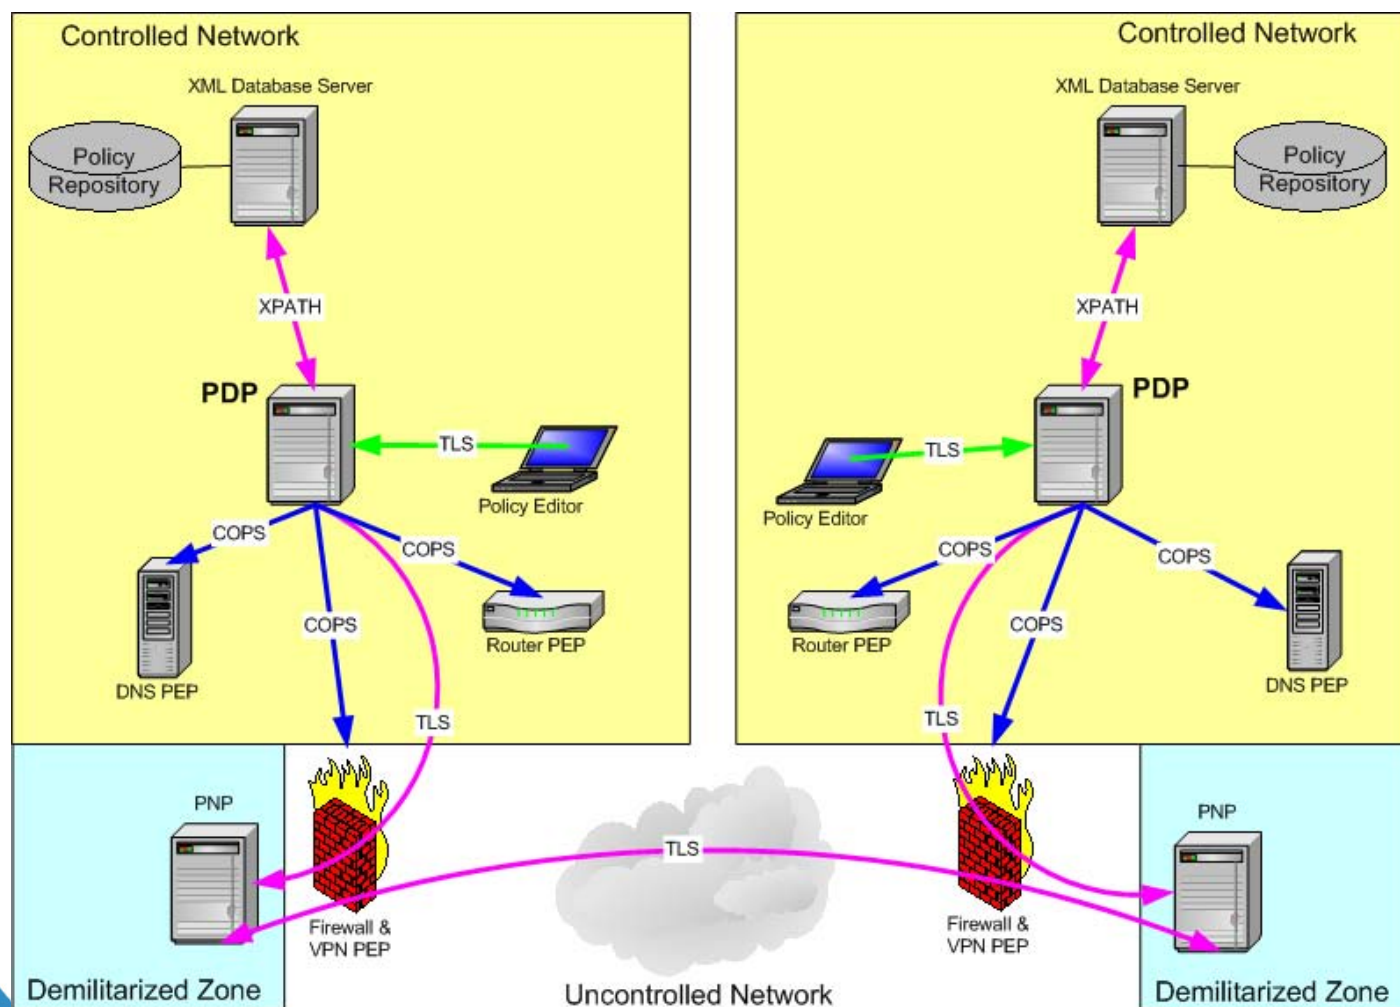 Controlled Network
XML Database Server
Policy
Repository
XPATH
PDP
TLS
Policy Editor
COPS
COPS
COPS
DNS PEP
Router PEP
TLS
PNP
Firewall &
VPN PEP
Demilitarized Zone
Controlled Network
XML Database Server
Policy
Repository
XPATH
PDP
TLS
Policy Editor
COPS
COPS
COPS
Router PEP
DNS PEP
TLS
PNP
Firewall &
VPN PEP
Demilitarized Zone
TLS
Uncontrolled Network